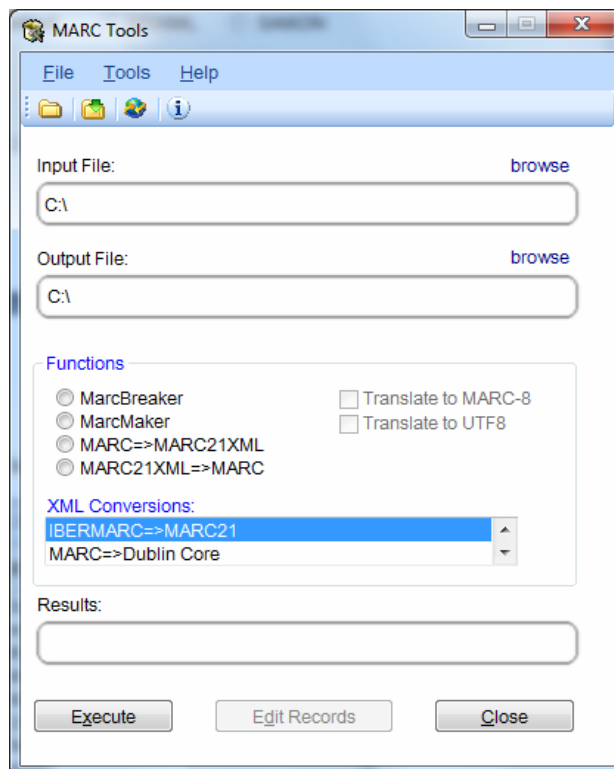 MARC Tools
File Tools Help
Input File: browse
C:\
Output File: browse
C:\
Functions
MarcBreaker Translate to MARC-8
MarcMaker Translate to UTF8
MARC=>MARC21XML
MARC21XML=>MARC
XML Conversions:
IBERMARC=>MARC21
MARC=>Dublin Core
Results:
Execute Edit Records Close